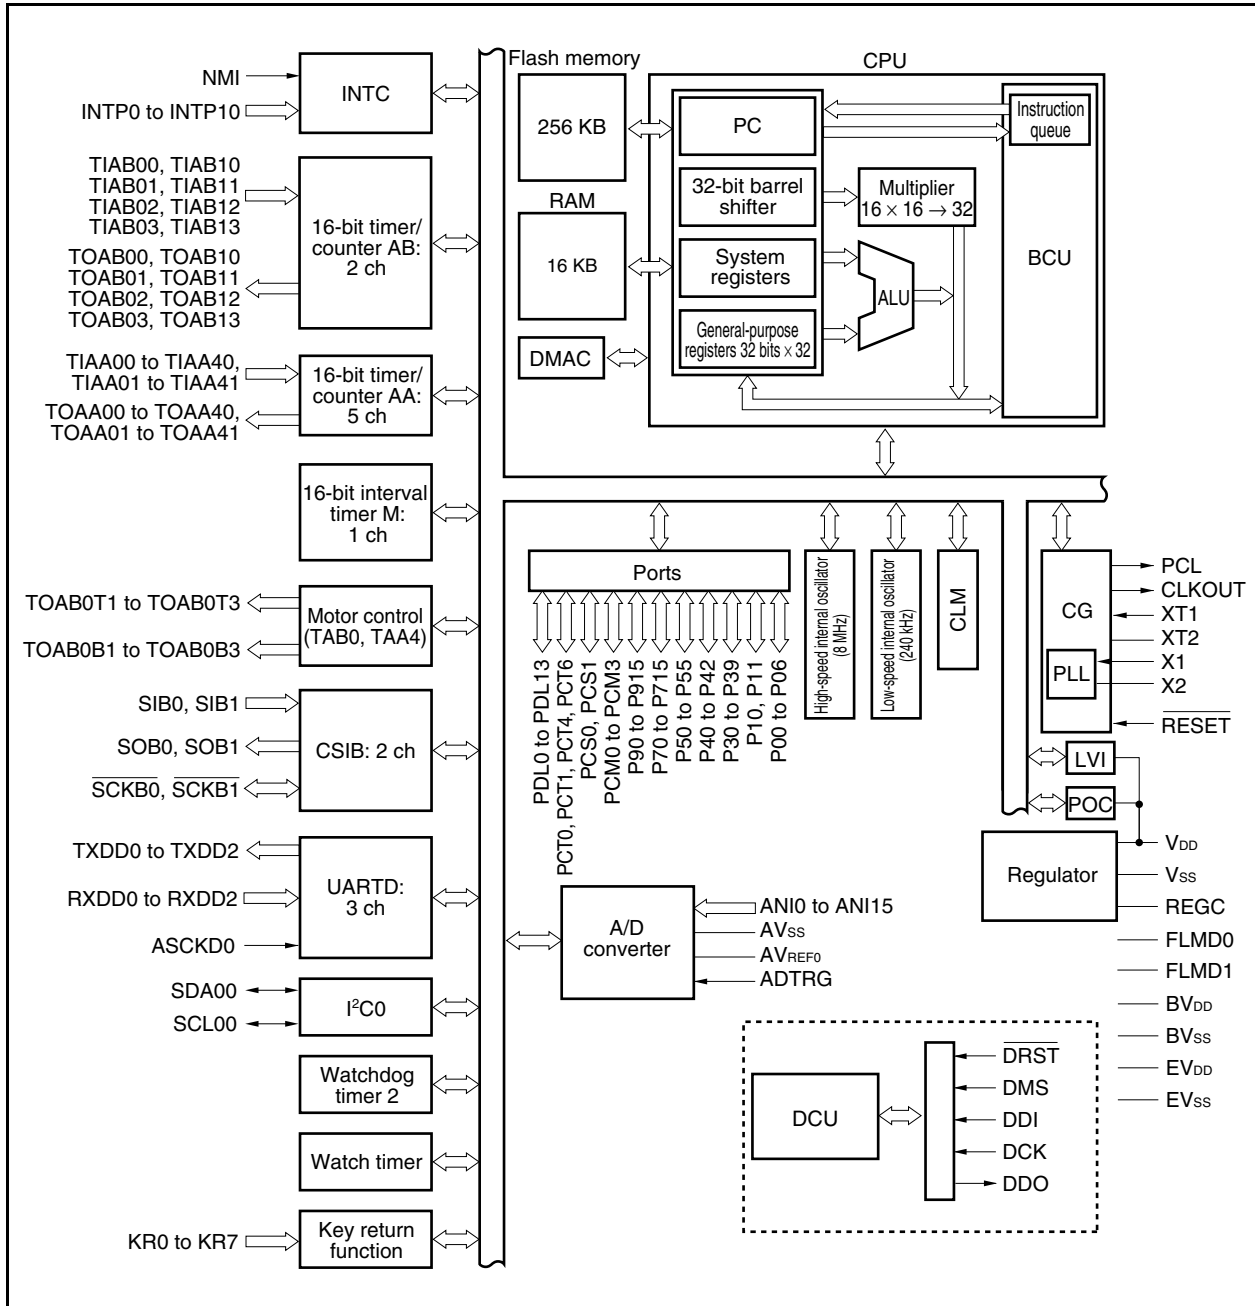 NMI
INTP0 to INTP10
INTC
TIAB00, TIAB10
TIAB01, TIAB11
TIAB02, TIAB12
TIAB03, TIAB13
TOAB00, TOAB10
TOAB01, TOAB11
TOAB02, TOAB12
TOAB03, TOAB13
16-bit timer/
counter AB:
2 ch
TIAA00 to TIAA40,
TIAA01 to TIAA41
TOAA00 to TOAA40,
TOAA01 to TOAA41
16-bit timer/
counter AA:
5 ch
16-bit interval
timer M:
1 ch
TOAB0T1 to TOAB0T3
TOAB0B1 to TOAB0B3
Motor control
(TAB0, TAA4)
SIB0, SIB1
SOB0, SOB1
SCKB0, SCKB1
CSIB: 2 ch
TXDD0 to TXDD2
RXDD0 to RXDD2
ASCKD0
UARTD:
3 ch
SDA00
SCL00
I²C0
Watchdog
timer 2
Watch timer
KR0 to KR7
Key return
function
Flash memory
256 KB
RAM
16 KB
DMAC
CPU
PC
32-bit barrel
shifter
System
registers
General-purpose
registers 32 bits × 32
Multiplier
16 × 16 → 32
ALU
Instruction
queue
BCU
Ports
PDL0 to PDL13
PCT0, PCT1, PCT4, PCT6
PCS0, PCS1
PCM0 to PCM3
P90 to P915
P70 to P715
P50 to P55
P40 to P42
P30 to P39
P10, P11
P00 to P06
High-speed internal oscillator
(8 MHz)
Low-speed internal oscillator
(240 kHz)
CLM
CG
PLL
PCL
CLKOUT
XT1
XT2
X1
X2
RESET
LVI
POC
Regulator
VDD
VSS
REGC
FLMD0
FLMD1
BVDD
BVSS
EVDD
EVSS
A/D
converter
ANI0 to ANI15
AVSS
AVREF0
ADTRG
DCU
DRST
DMS
DDI
DCK
DDO